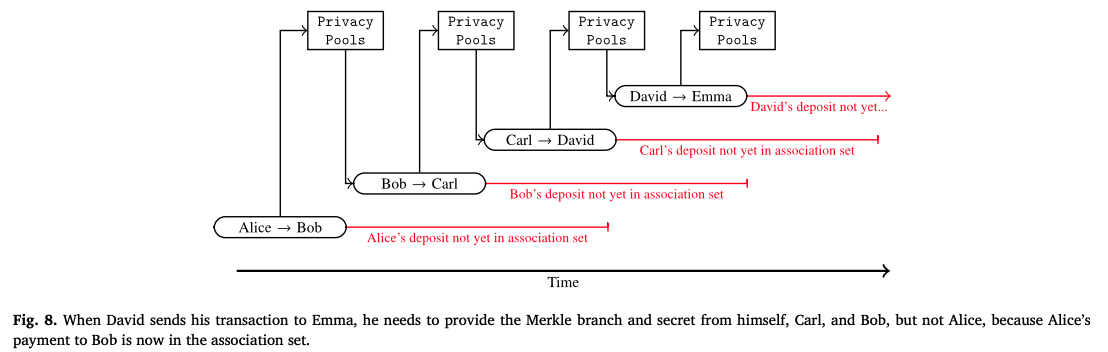 Privacy
Pools
Privacy
Pools
Privacy
Pools
Privacy
Pools
David → Emma
David's deposit not yet...
Carl → David
Carl's deposit not yet in association set
Bob → Carl
Bob's deposit not yet in association set
Alice → Bob
Alice's deposit not yet in association set
Time
Fig. 8. When David sends his transaction to Emma, he needs to provide the Merkle branch and secret from himself, Carl, and Bob, but not Alice, because Alice's
payment to Bob is now in the association set.